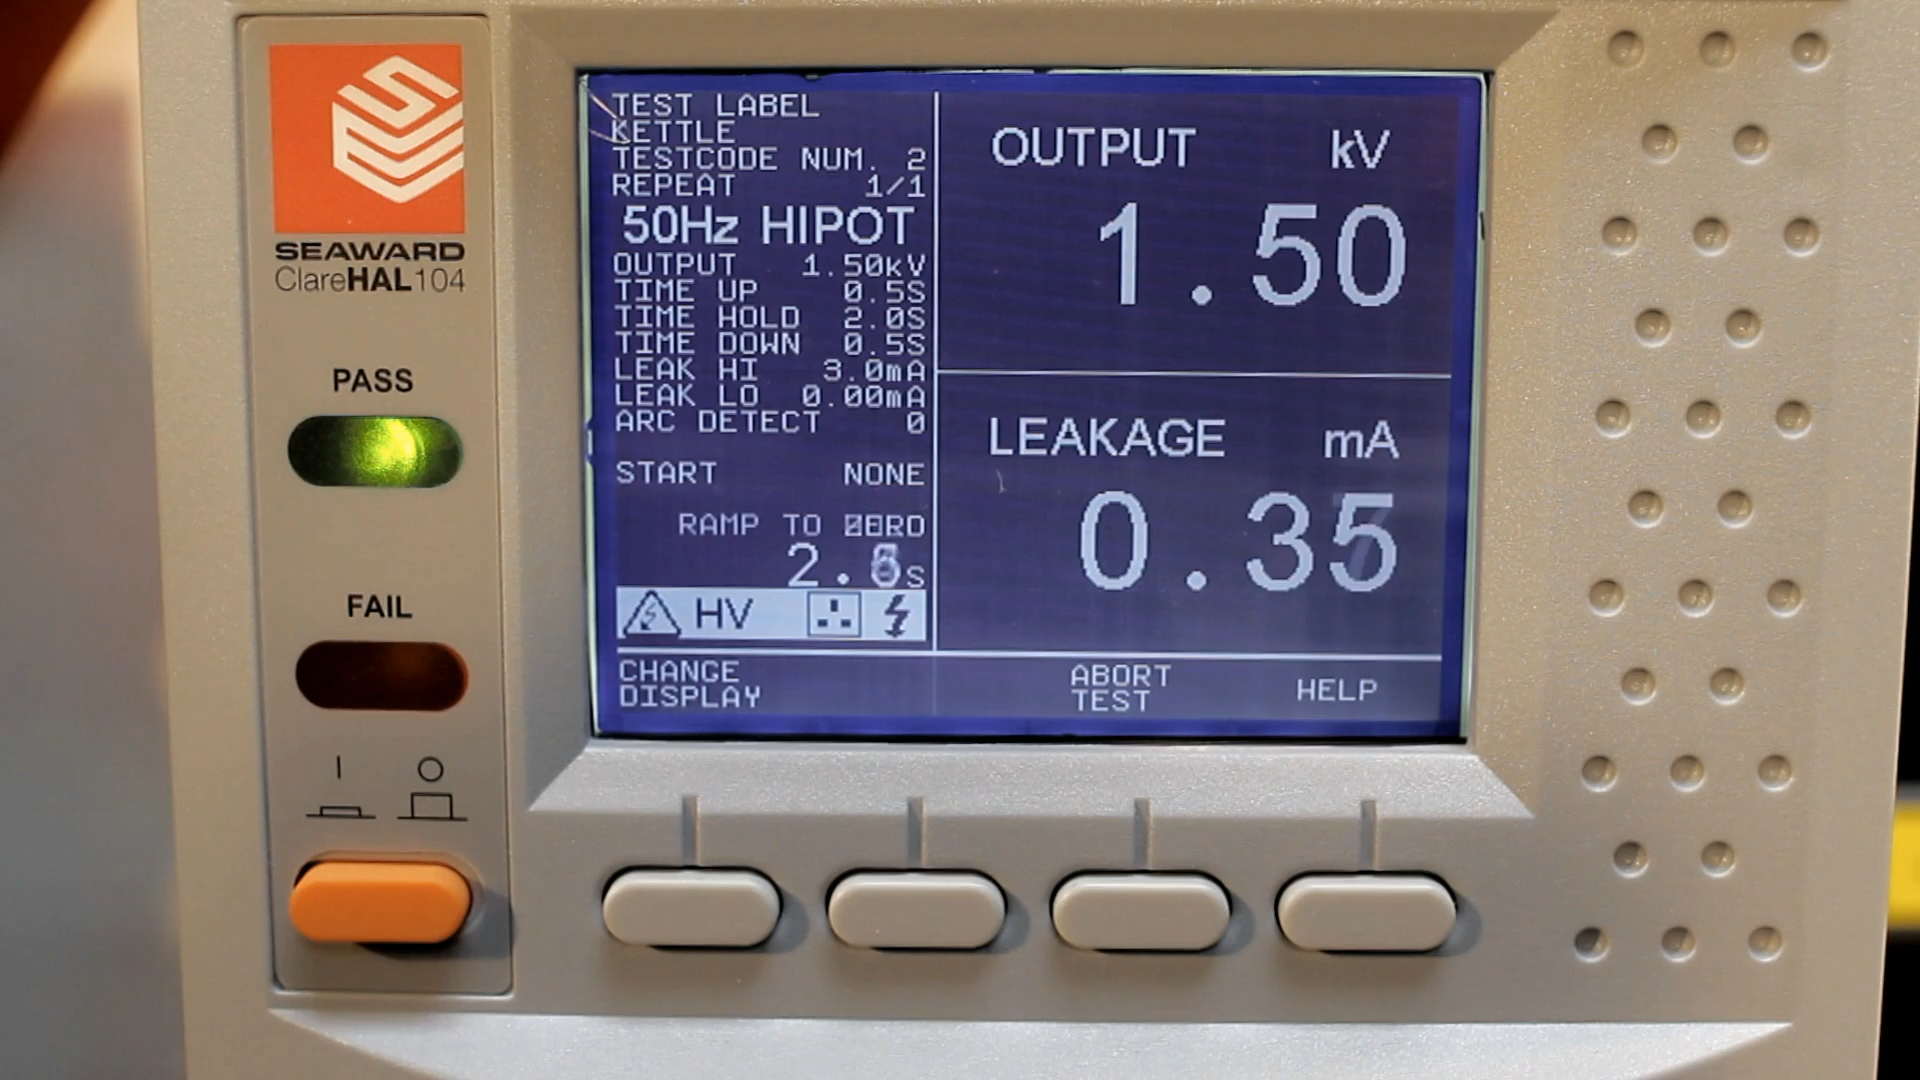 SEAWARD
ClareHAL104
PASS
FAIL
I O
TEST LABEL
KETTLE
TESTCODE NUM. 2
REPEAT 1/1
50Hz HIPOT
OUTPUT 1.50kV
TIME UP 0.5S
TIME HOLD 2.0S
TIME DOWN 0.5S
LEAK HI 3.0mA
LEAK LO 0.00mA
ARC DETECT 0
START NONE
RAMP TO
HV
OUTPUT kV
1.50
LEAKAGE mA
0.35
CHANGE
DISPLAY
ABORT
TEST
HELP